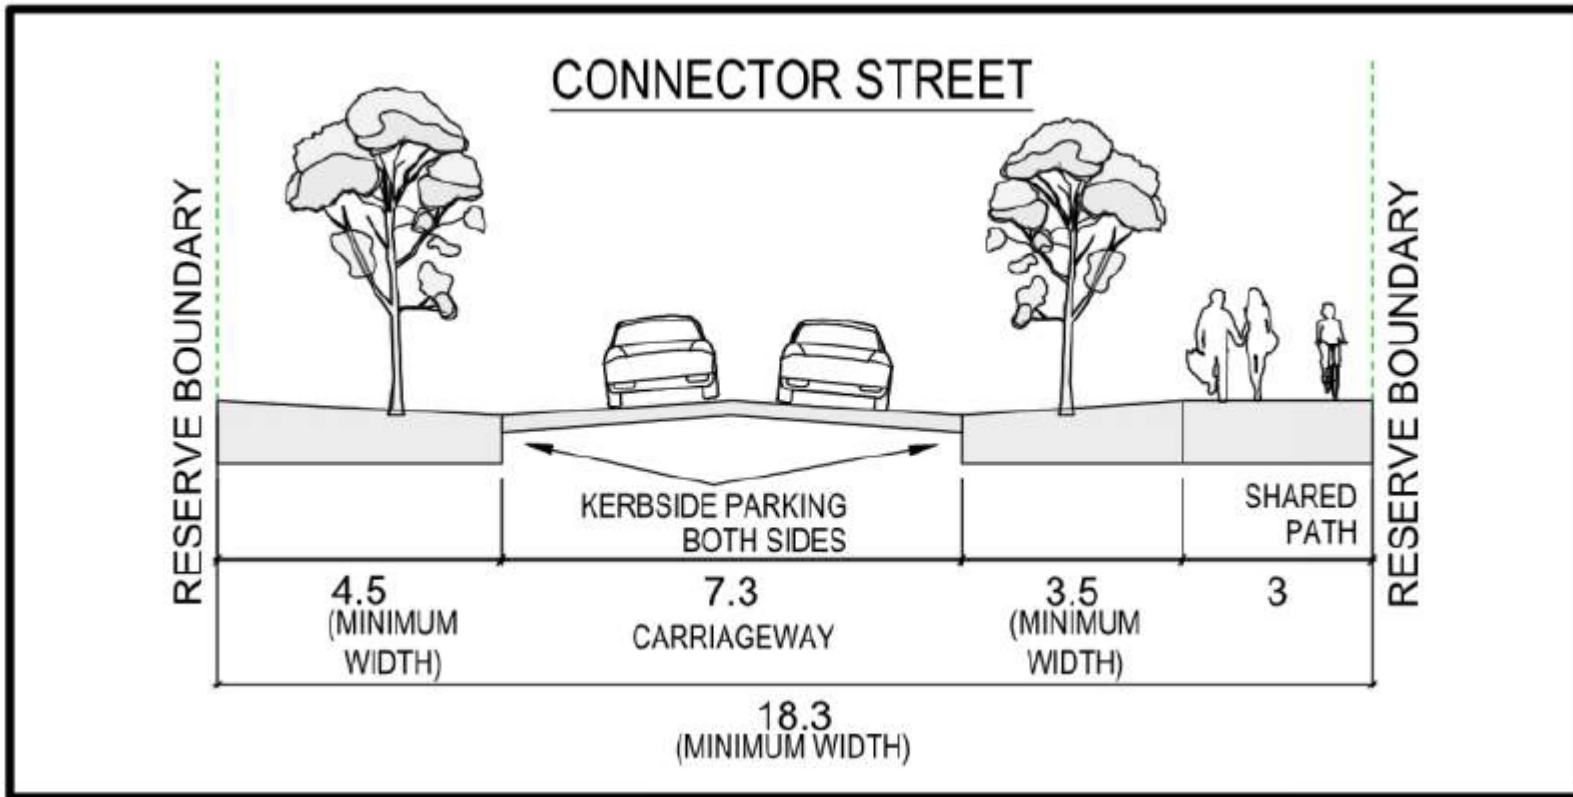 CONNECTOR STREET
RESERVE BOUNDARY
RESERVE BOUNDARY
KERBSIDE PARKING
BOTH SIDES
SHARED
PATH
4.5
(MINIMUM
WIDTH)
7.3
CARRIAGEWAY
3.5
(MINIMUM
WIDTH)
3
18.3
(MINIMUM WIDTH)